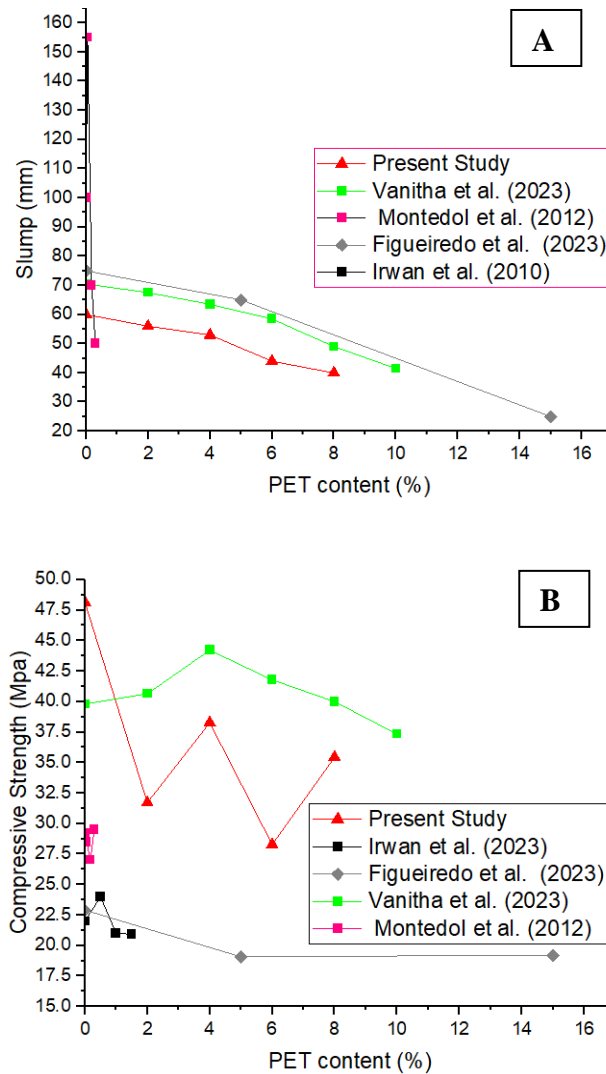 A
160
150
140
130
120
110
100
90
80
70
60
50
40
30
20
Slump (mm)
Present Study
Vanitha et al. (2023)
Montedol et al. (2012)
Figueiredo et al. (2023)
Irwan et al. (2010)
0 2 4 6 8 10 12 14 16
PET content (%)
B
50.0
47.5
45.0
42.5
40.0
37.5
35.0
32.5
30.0
27.5
25.0
22.5
20.0
17.5
15.0
Compressive Strength (Mpa)
Present Study
Irwan et al. (2023)
Figueiredo et al. (2023)
Vanitha et al. (2023)
Montedol et al. (2012)
0 2 4 6 8 10 12 14 16
PET content (%)